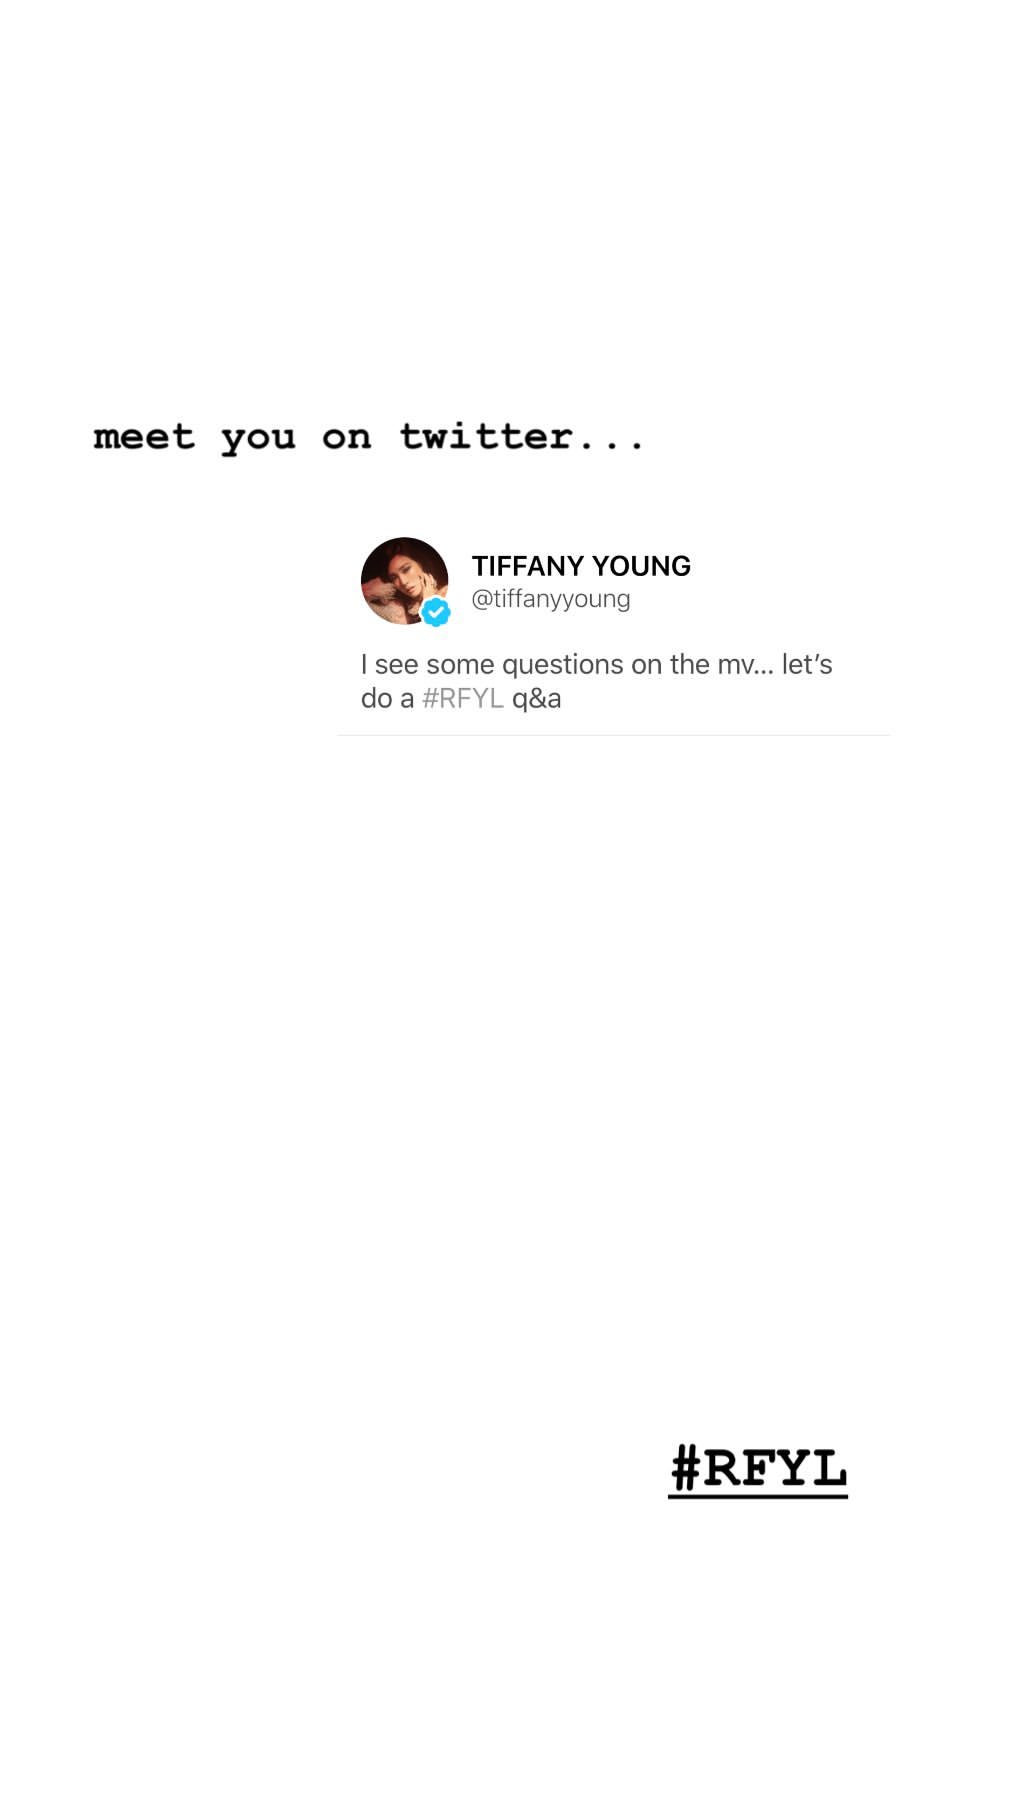 meet you on twitter...
TIFFANY YOUNG
@tiffanyyoung
I see some questions on the mv... let’s
do a #RFYL q&a
#RFYL